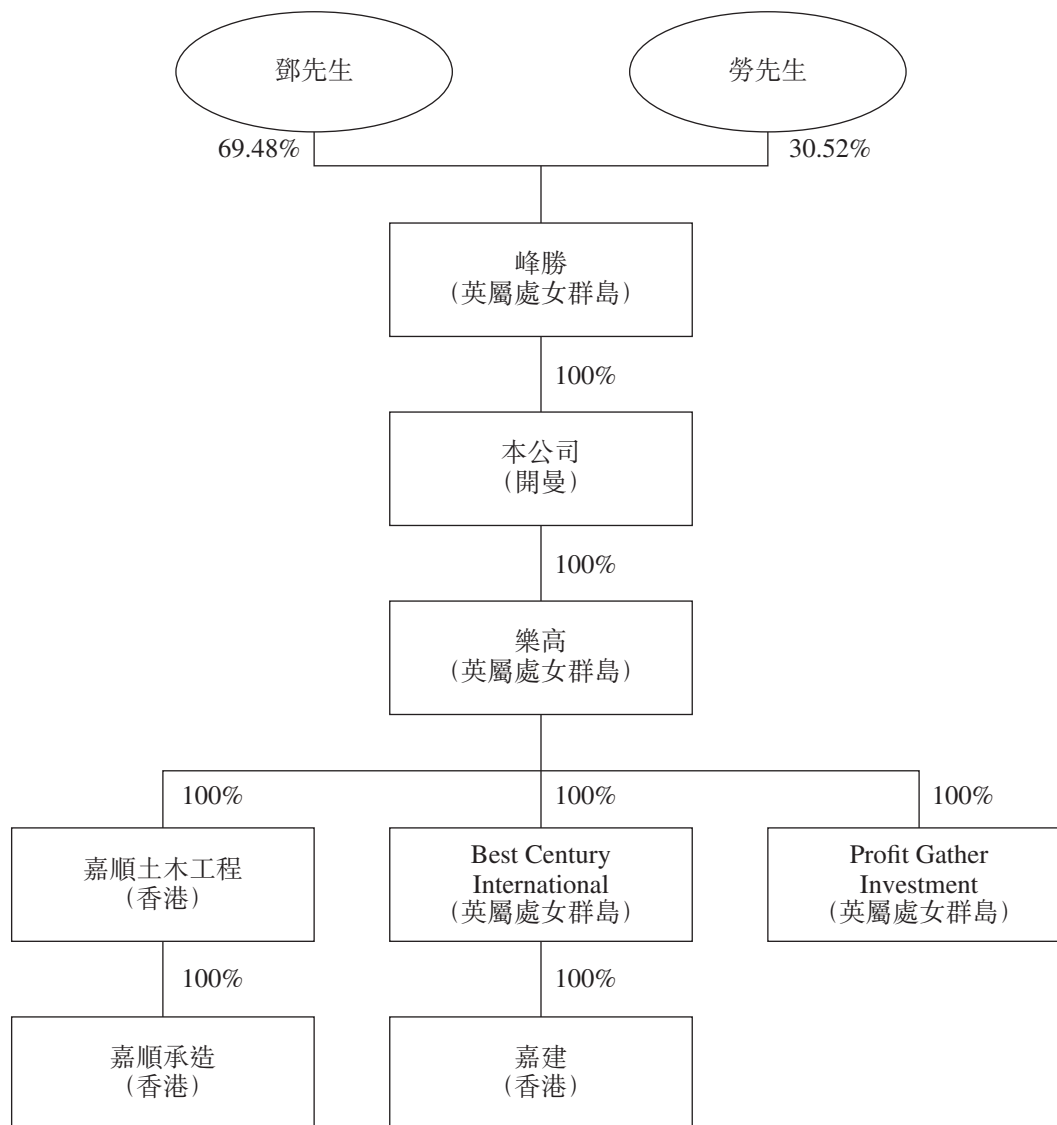 鄧先生
勞先生
69.48%
30.52%
峰勝
(英屬處女群島)
100%
本公司
(開曼)
100%
樂高
(英屬處女群島)
100%
100%
100%
嘉順土木工程
(香港)
Best Century
International
(英屬處女群島)
Profit Gather
Investment
(英屬處女群島)
100%
100%
嘉順承造
(香港)
嘉建
(香港)